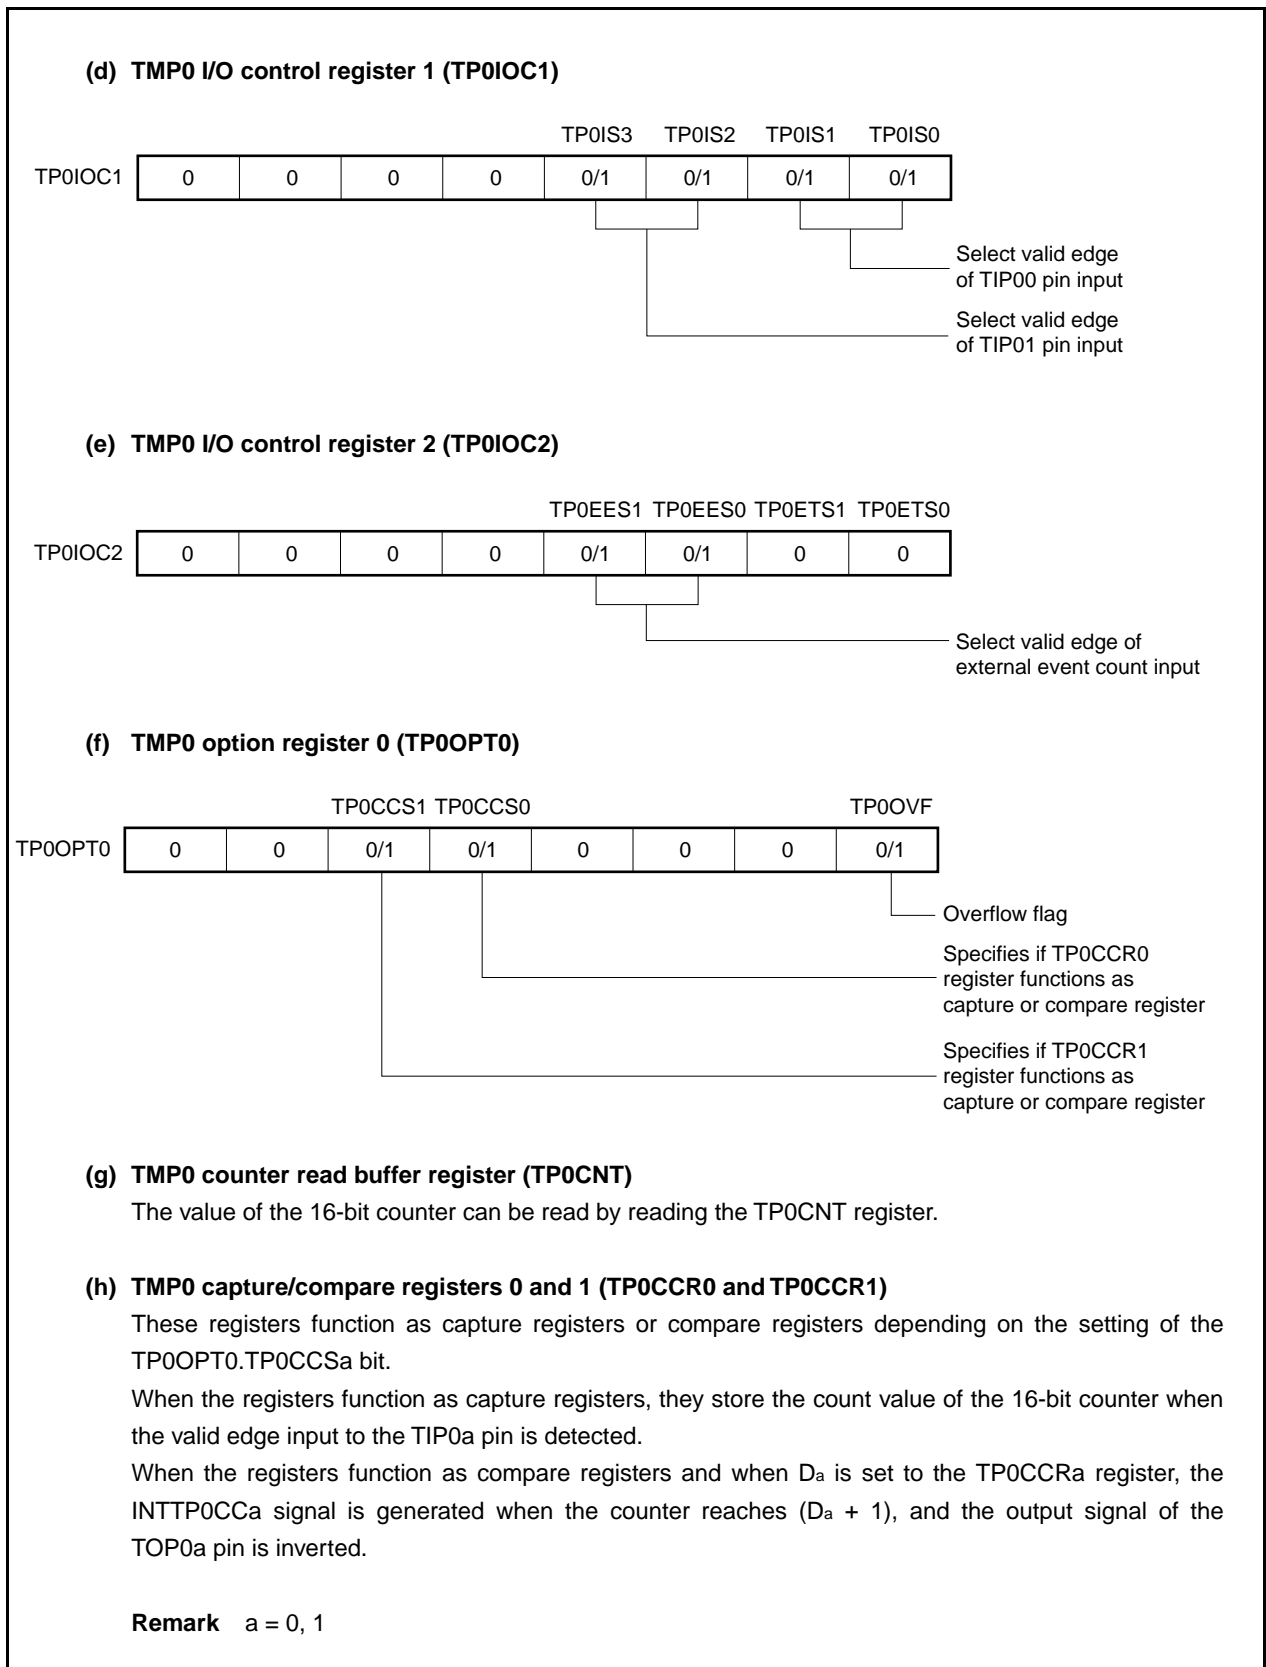 (d) TMP0 I/O control register 1 (TP0IOC1)
TP0IS3 TP0IS2 TP0IS1 TP0IS0
TP0IOC1 0 0 0 0 0/1 0/1 0/1 0/1
Select valid edge
of TIP00 pin input
Select valid edge
of TIP01 pin input
(e) TMP0 I/O control register 2 (TP0IOC2)
TP0EES1 TP0EES0 TP0ETS1 TP0ETS0
TP0IOC2 0 0 0 0 0/1 0/1 0 0
Select valid edge of
external event count input
(f) TMP0 option register 0 (TP0OPT0)
TP0CCS1 TP0CCS0 TP0OVF
TP0OPT0 0 0 0/1 0/1 0 0 0 0/1
Overflow flag
Specifies if TP0CCR0
register functions as
capture or compare register
Specifies if TP0CCR1
register functions as
capture or compare register
(g) TMP0 counter read buffer register (TP0CNT)
The value of the 16-bit counter can be read by reading the TP0CNT register.
(h) TMP0 capture/compare registers 0 and 1 (TP0CCR0 and TP0CCR1)
These registers function as capture registers or compare registers depending on the setting of the
TP0OPT0.TP0CCSa bit.
When the registers function as capture registers, they store the count value of the 16-bit counter when
the valid edge input to the TIP0a pin is detected.
When the registers function as compare registers and when Da is set to the TP0CCRa register, the
INTTP0CCa signal is generated when the counter reaches (Da + 1), and the output signal of the
TOP0a pin is inverted.
Remark a = 0, 1